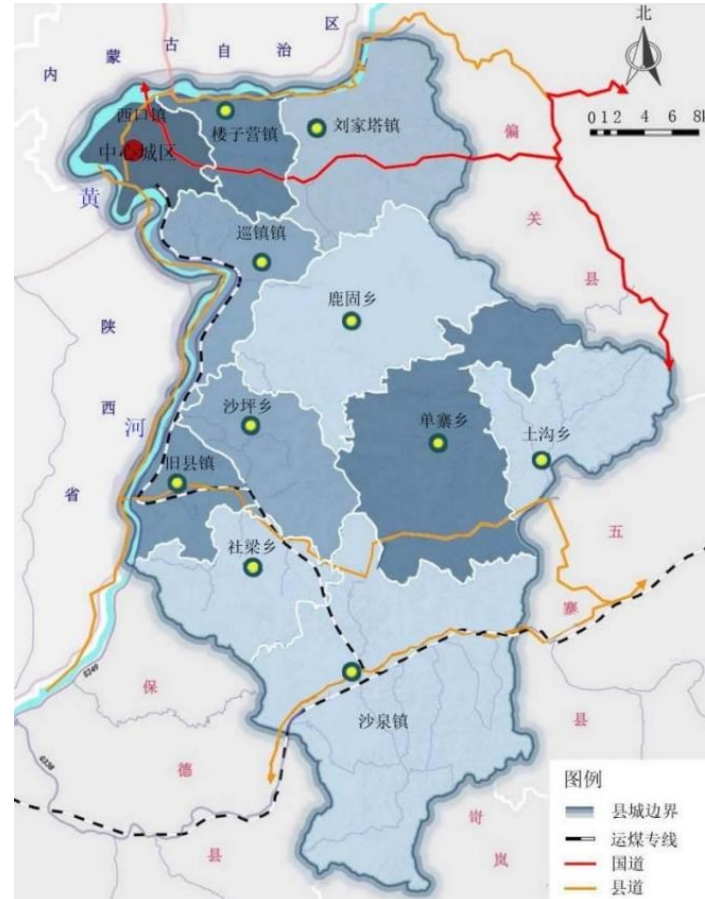 内蒙古自治区
北
0 1 2 4 6 8
西口镇
楼子营镇
刘家塔镇
偏关县
中心城区
黄河
巡镇镇
鹿固乡
陕西省
沙坪乡
单寨乡
土沟乡
旧县镇
社梁乡
五寨县
保德县
沙泉镇
岢岚
图例
县城边界
运煤专线
国道
县道